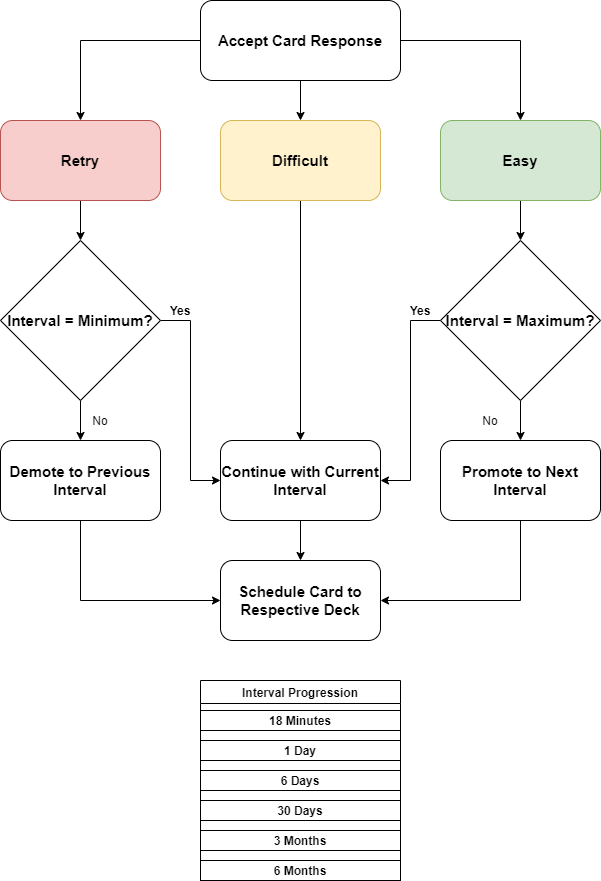 Accept Card Response
Retry
Difficult
Easy
Interval = Minimum?
Yes
Yes
Interval = Maximum?
No
No
Demote to Previous
Interval
Continue with Current
Interval
Promote to Next
Interval
Schedule Card to
Respective Deck
Interval Progression
18 Minutes
1 Day
6 Days
30 Days
3 Months
6 Months